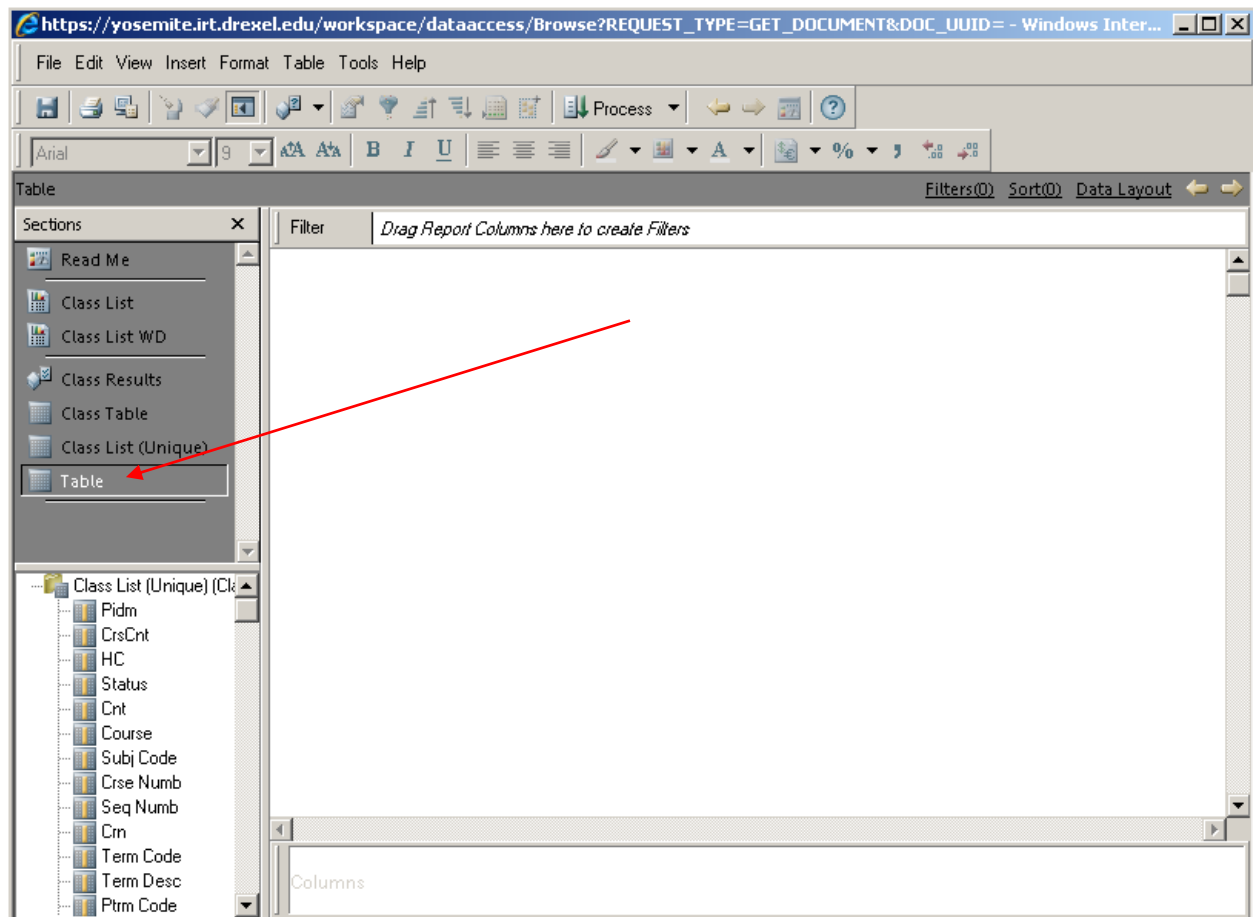 https://yosemite.irt.drexel.edu/workspace/dataaccess/Browse?REQUEST_TYPE=GET_DOCUMENT&DOC_UUID= - Windows Inter...
File Edit View Insert Format Table Tools Help
Process
Arial 9 B I U A %
Table Filters(0) Sort(0) Data Layout
Sections
Filter Drag Report Columns here to create Filters
Read Me
Class List
Class List WD
Class Results
Class Table
Class List (Unique)
Table
Class List (Unique) (Cla
Pidm
CrsCnt
HC
Status
Cnt
Course
Subj Code
Crse Numb
Seq Numb
Crn
Term Code
Term Desc
Ptrm Code
Columns